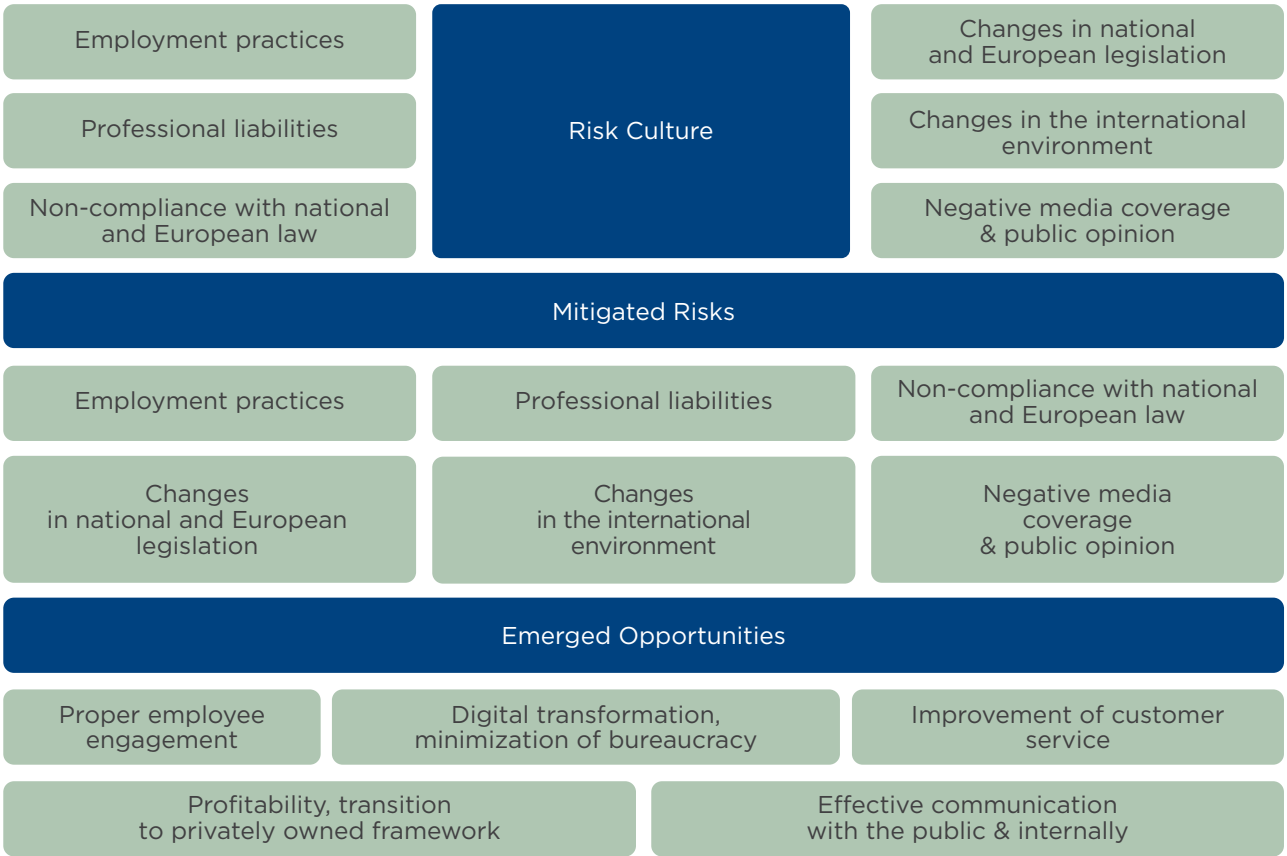 Employment practices
Professional liabilities
Non-compliance with national
and European law
Risk Culture
Changes in national
and European legislation
Changes in the international
environment
Negative media coverage
& public opinion
Mitigated Risks
Employment practices
Professional liabilities
Non-compliance with national
and European law
Changes
in national and European
legislation
Changes
in the international
environment
Negative media
coverage
& public opinion
Emerged Opportunities
Proper employee
engagement
Digital transformation,
minimization of bureaucracy
Improvement of customer
service
Profitability, transition
to privately owned framework
Effective communication
with the public & internally